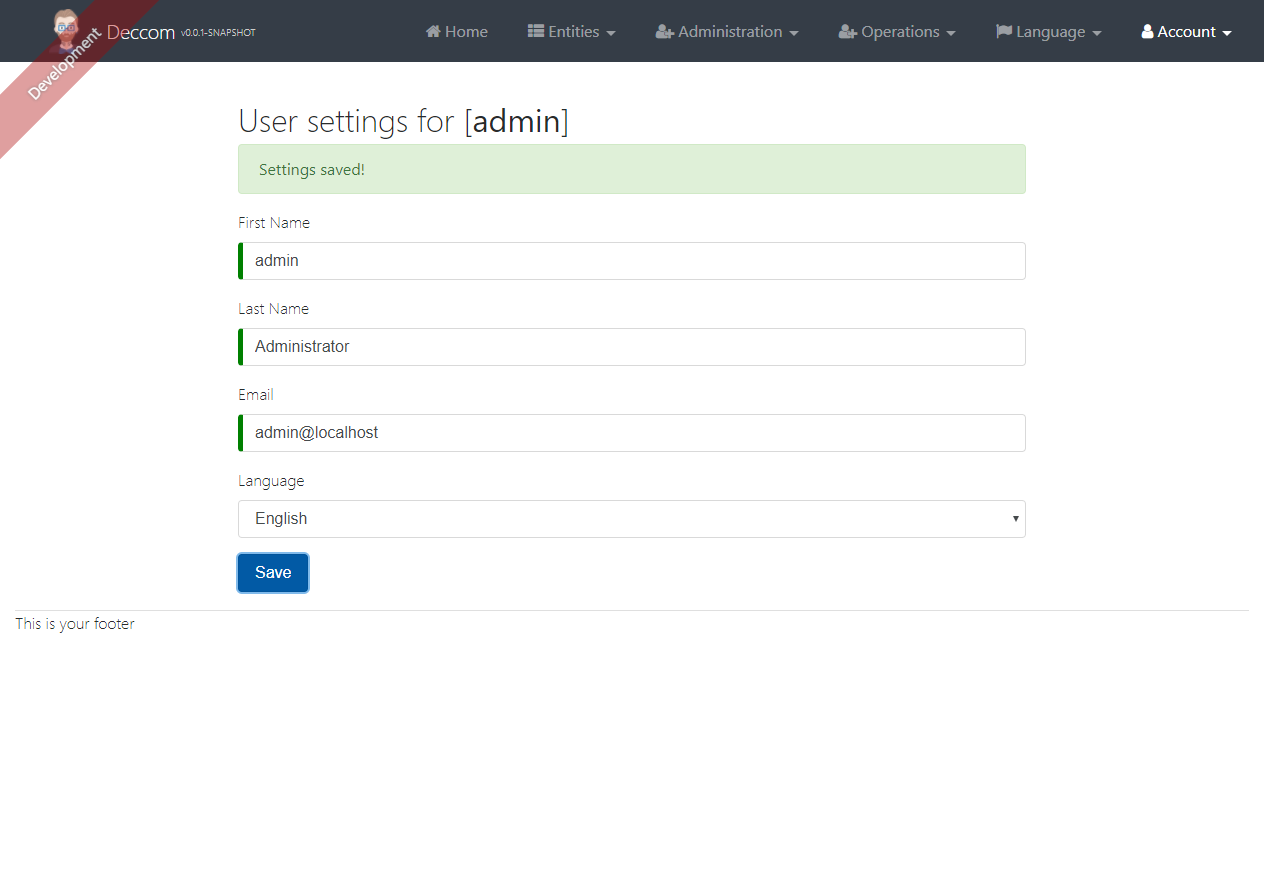 Deccom v0.0.1-SNAPSHOT Home Entities Administration Operations Language Account
Development
User settings for [admin]
Settings saved!
First Name
admin
Last Name
Administrator
Email
admin@localhost
Language
English
Save
This is your footer